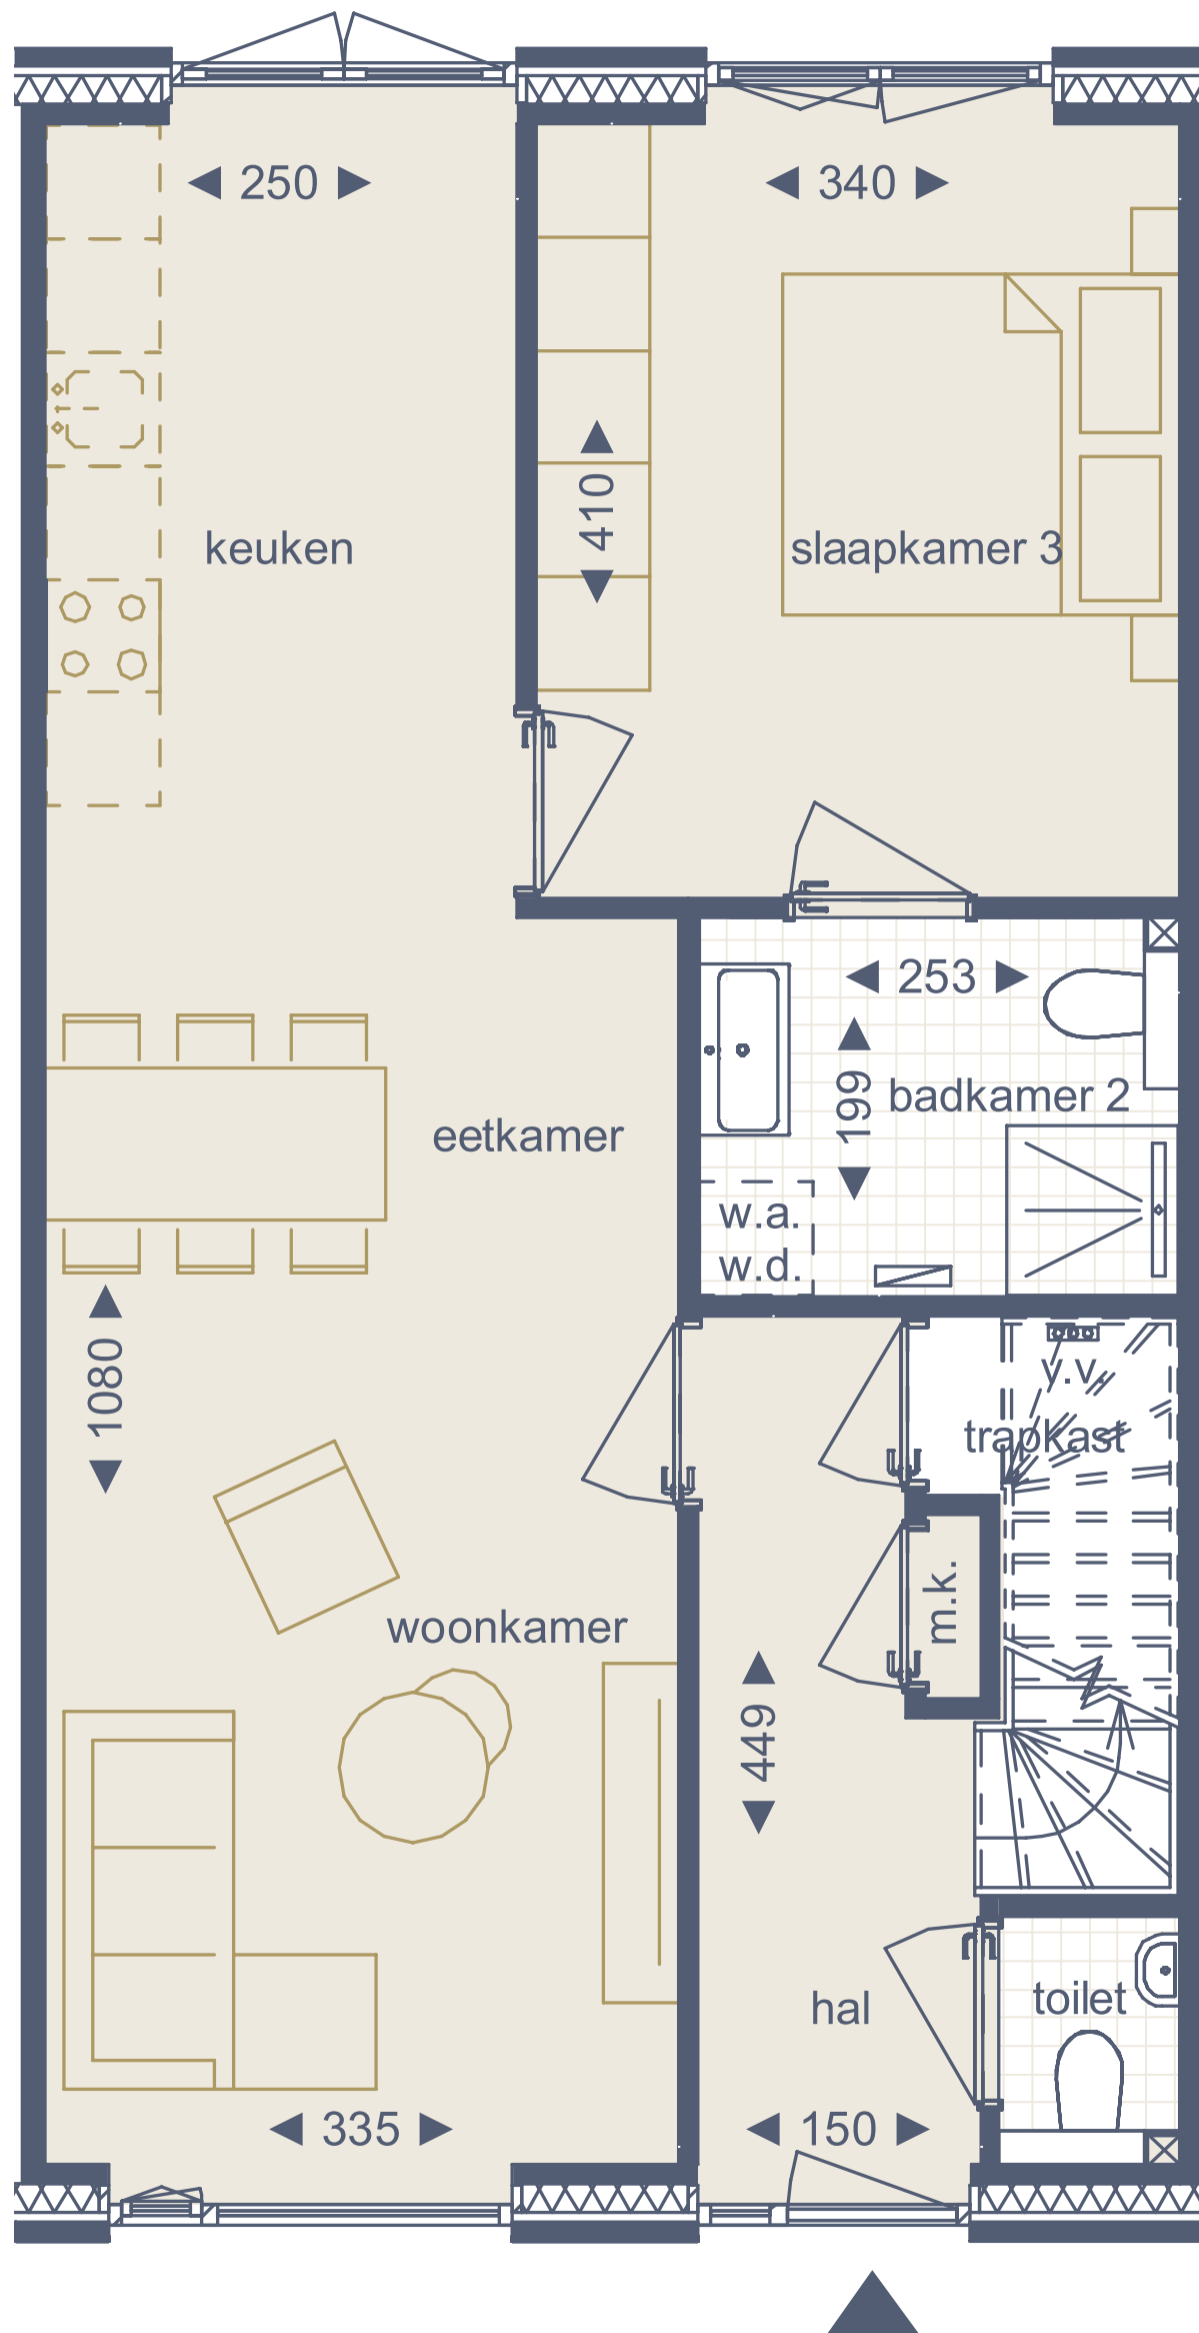 250
340
410
keuken
slaapkamer 3
253
199
badkamer 2
eetkamer
w.a.
w.d.
1080
v.v.
trapkast
m.k.
woonkamer
449
hal
toilet
335
150